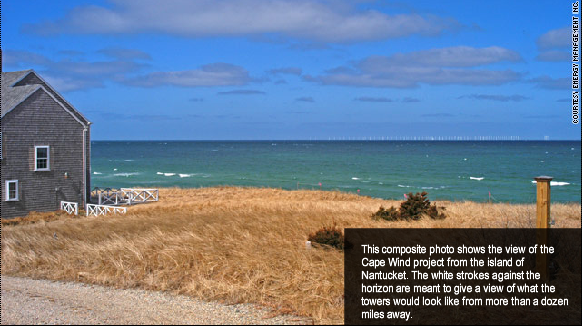 COURTESY ENERGY MANAGEMENT INC.
This composite photo shows the view of the
Cape Wind project from the island of
Nantucket. The white strokes against the
horizon are meant to give a view of what the
towers would look like from more than a dozen
miles away.